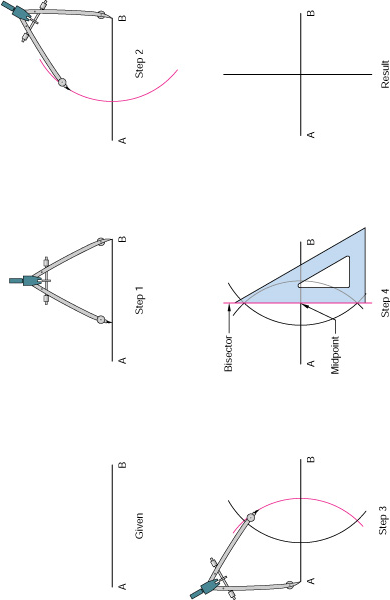 A
B
Given
A
B
Step 1
A
B
Step 2
A
B
Step 3
Bisector
A
B
Midpoint
Step 4
A
B
Result